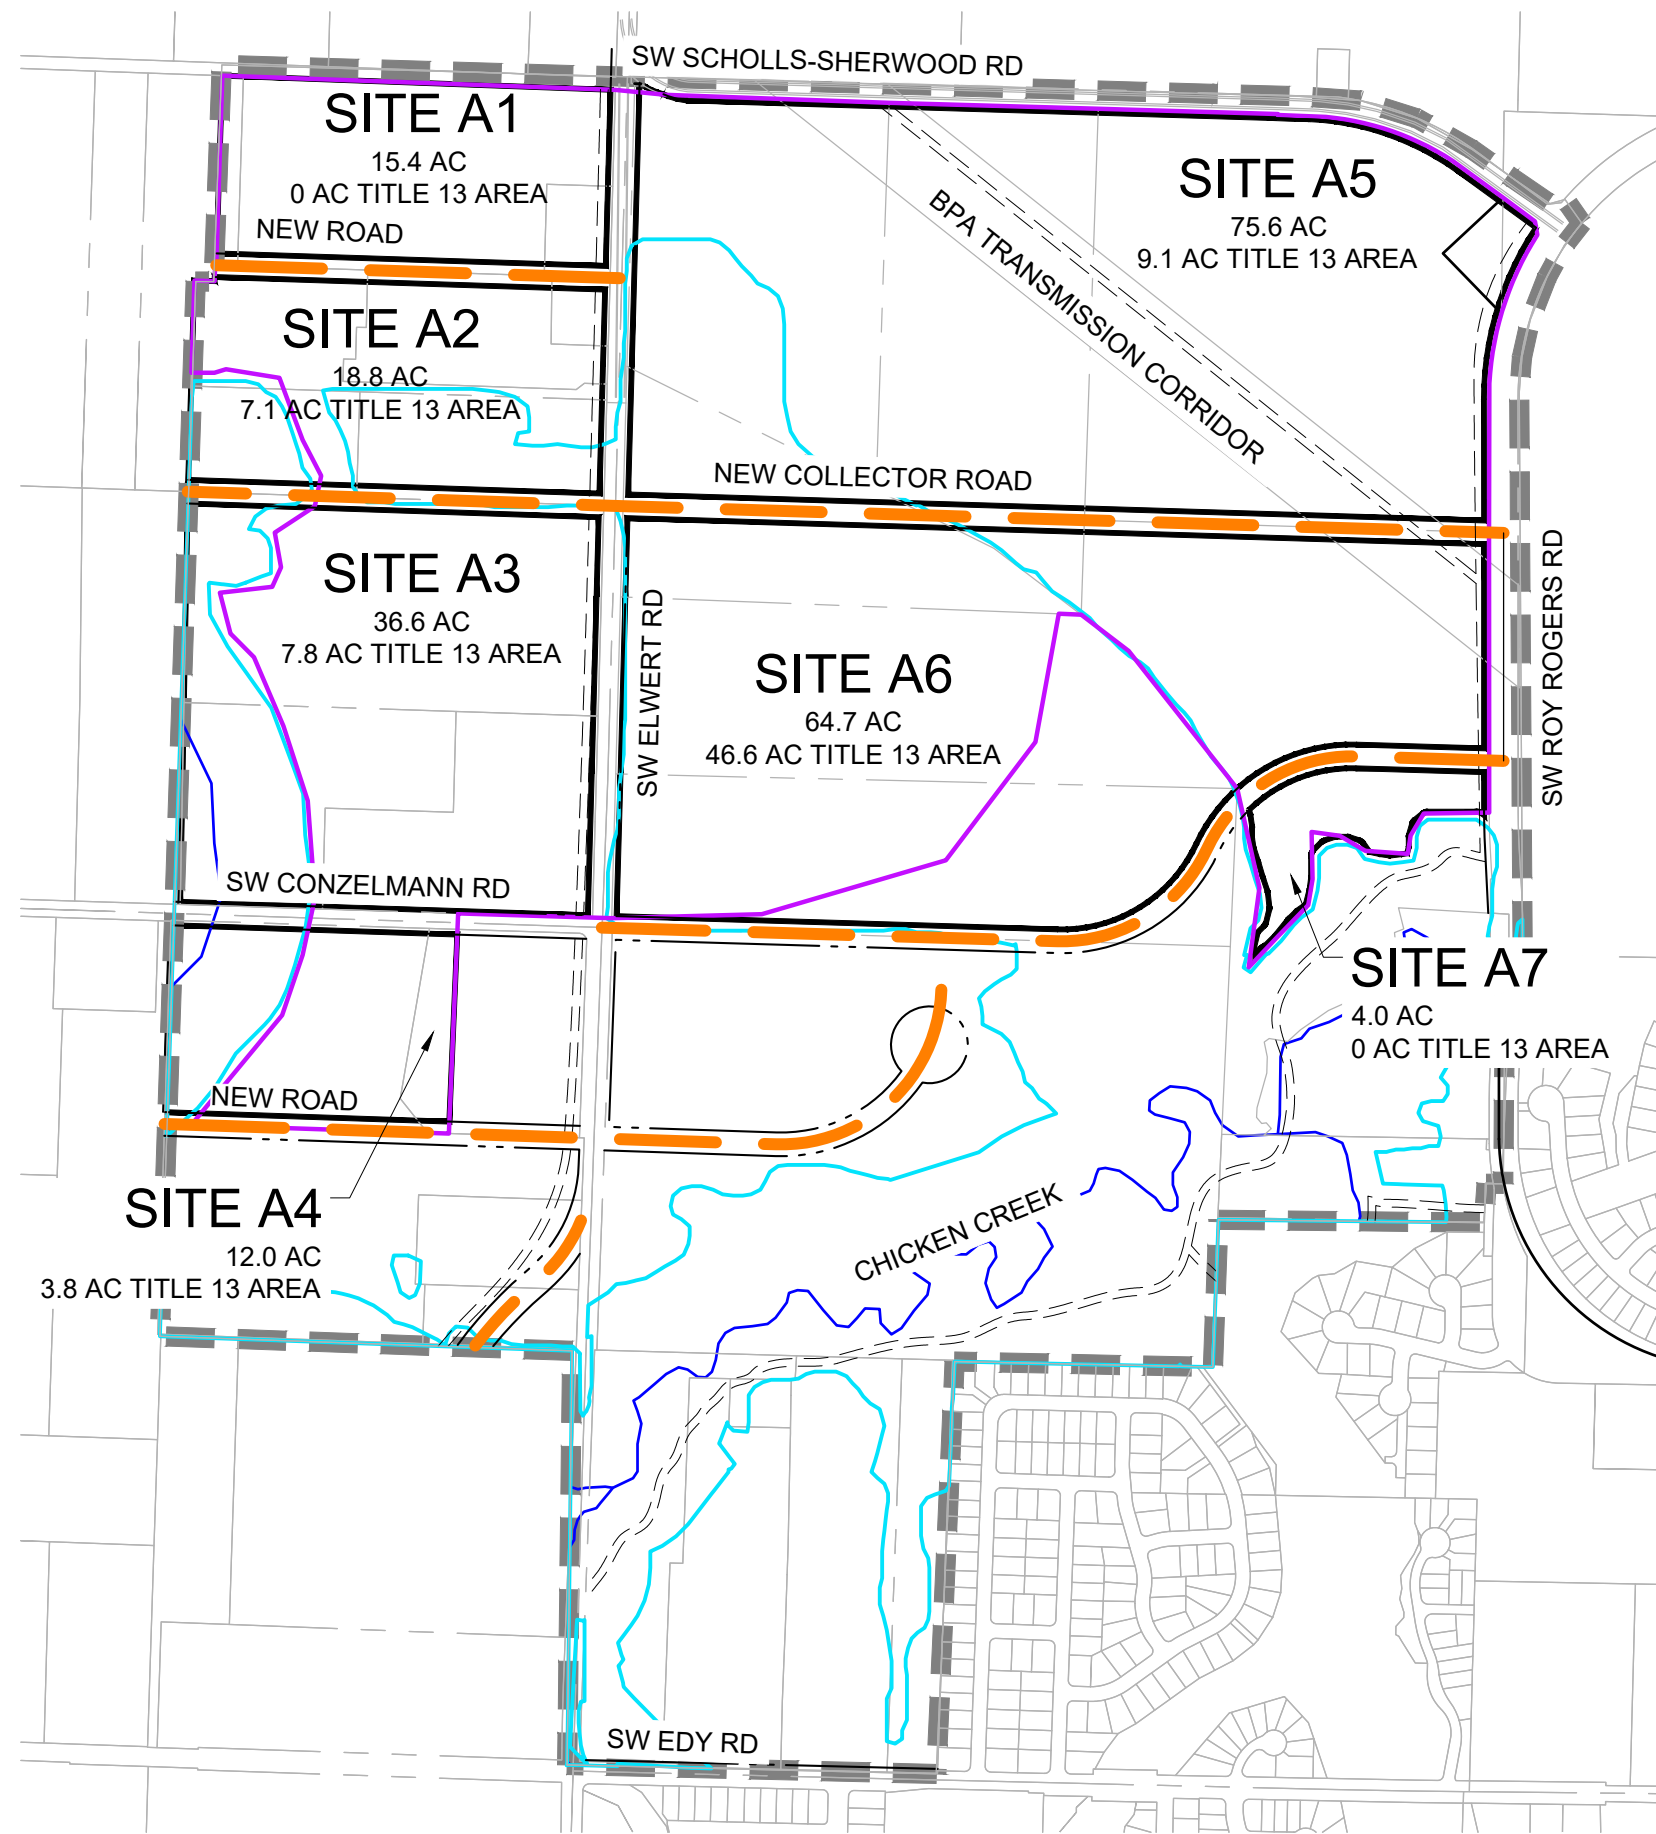 SW SCHOLLS-SHERWOOD RD
SITE A1
15.4 AC
0 AC TITLE 13 AREA
NEW ROAD
SITE A5
75.6 AC
9.1 AC TITLE 13 AREA
BPA TRANSMISSION CORRIDOR
SITE A2
18.8 AC
7.1 AC TITLE 13 AREA
NEW COLLECTOR ROAD
SITE A3
36.6 AC
7.8 AC TITLE 13 AREA
SW ELWERT RD
SITE A6
64.7 AC
46.6 AC TITLE 13 AREA
SW ROY ROGERS RD
SW CONZELMANN RD
SITE A7
4.0 AC
0 AC TITLE 13 AREA
NEW ROAD
SITE A4
12.0 AC
3.8 AC TITLE 13 AREA
CHICKEN CREEK
SW EDY RD